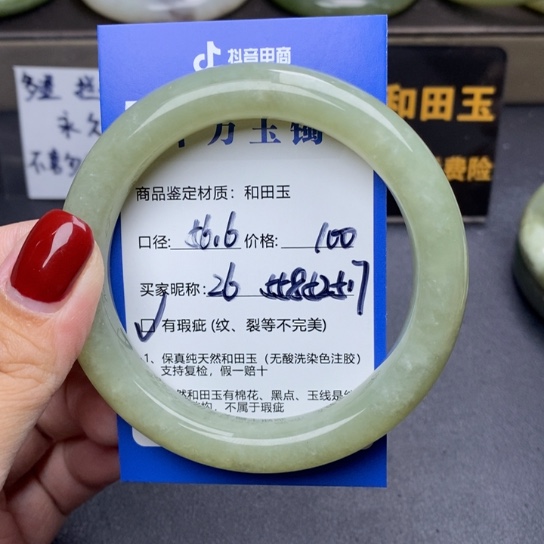 抖音电商
万玉镯
商品鉴定材质：和田玉
口径：56.6 价格：100
买家昵称：26
☑ 有瑕疵 (纹、裂等不完美)
1、保真纯天然和田玉（无酸洗染色注胶）
支持复检，假一赔十
然和田玉有棉花、黑点、玉线是
不属于瑕疵
和田玉
费险
永久